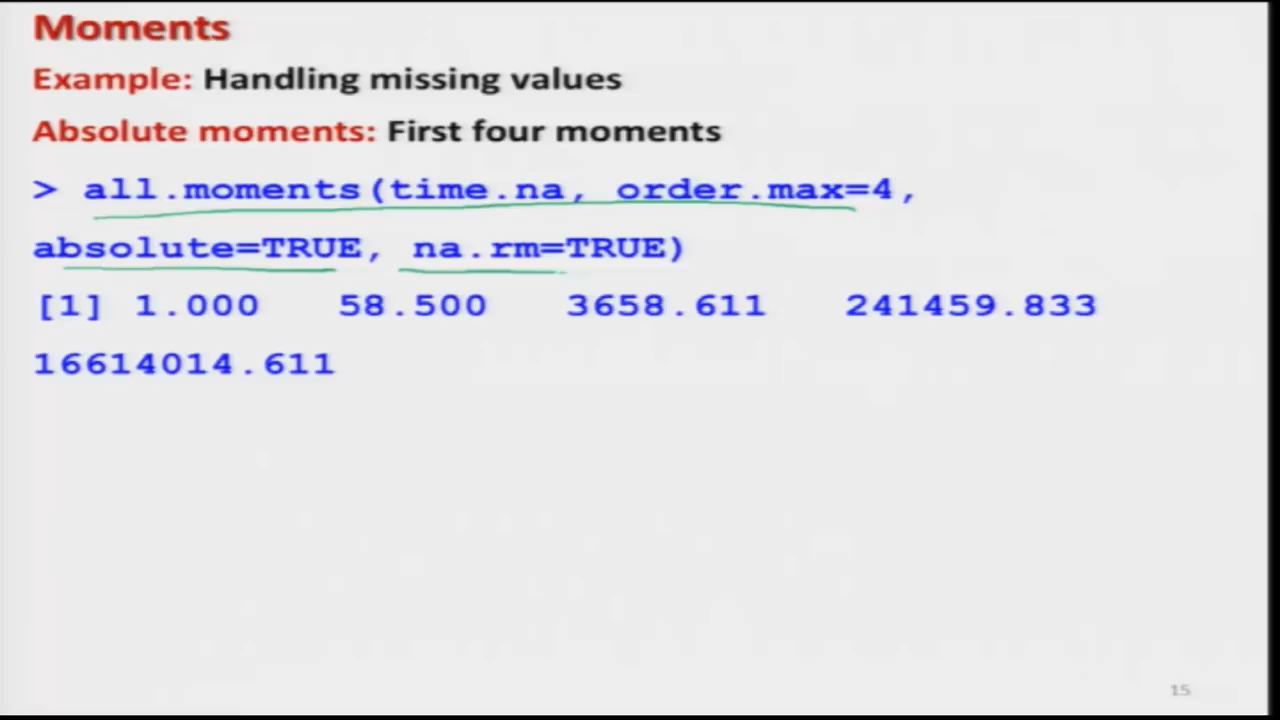 Moments
Example: Handling missing values
Absolute moments: First four moments
> all.moments(time.na, order.max=4,
absolute=TRUE, na.rm=TRUE)
[1] 1.000 58.500 3658.611 241459.833
16614014.611
15